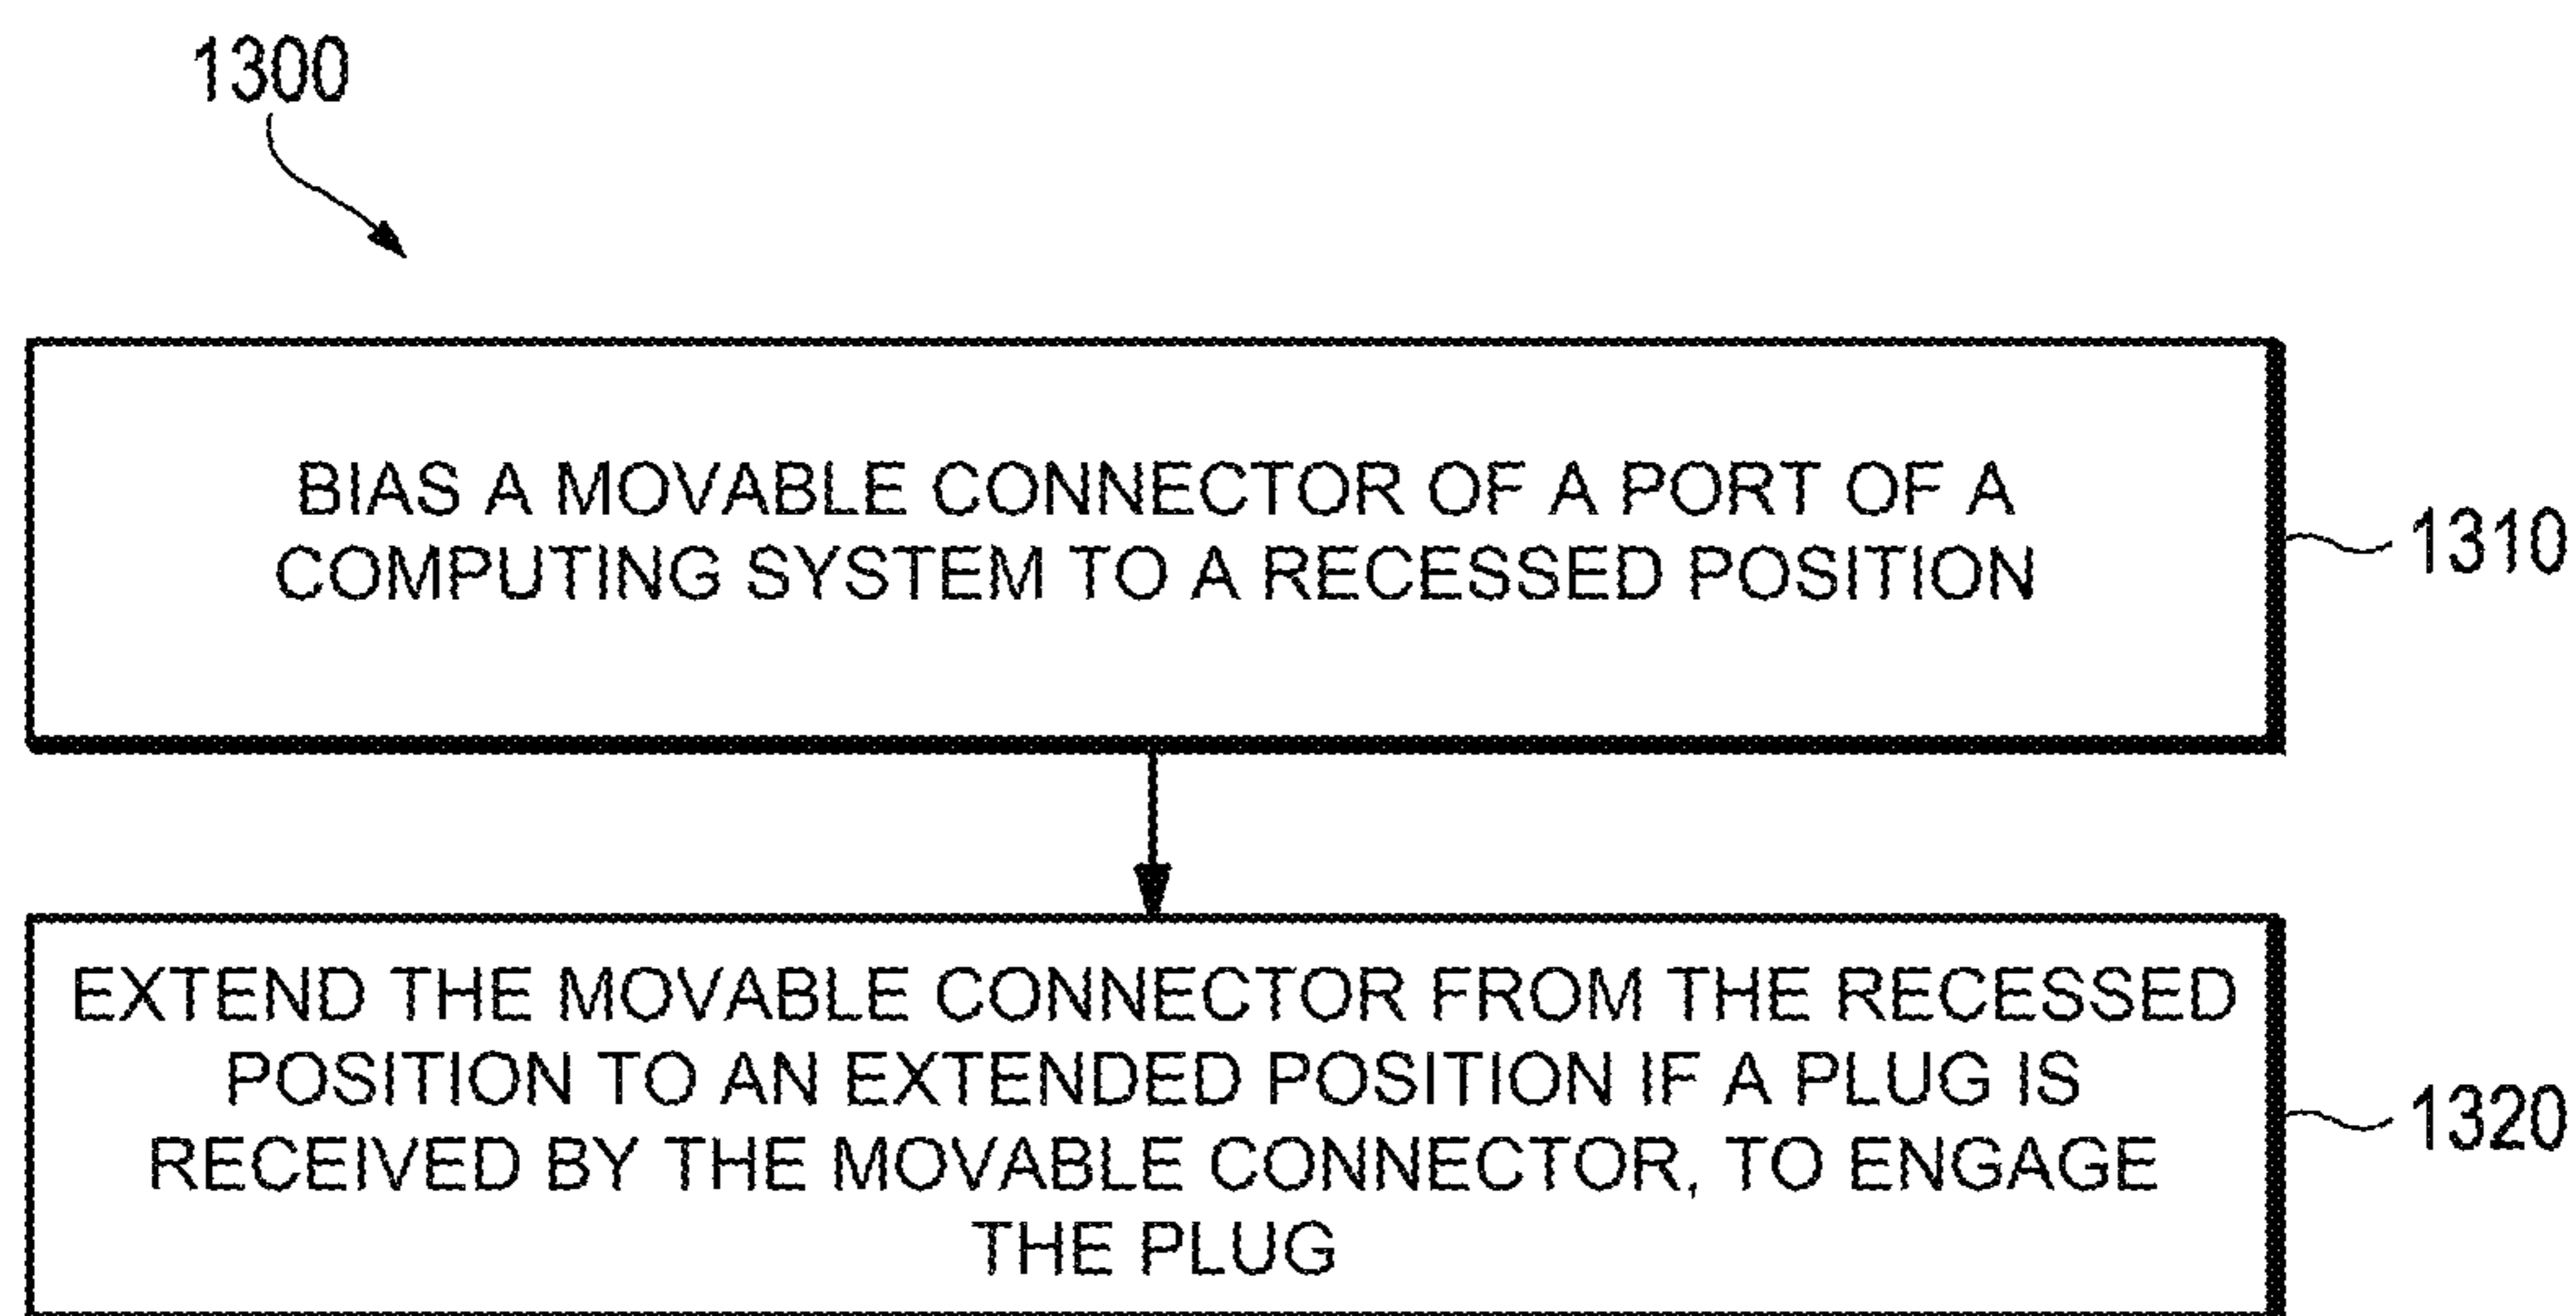 1300
BIAS A MOVABLE CONNECTOR OF A PORT OF A
COMPUTING SYSTEM TO A RECESSED POSITION
1310
EXTEND THE MOVABLE CONNECTOR FROM THE RECESSED
POSITION TO AN EXTENDED POSITION IF A PLUG IS
RECEIVED BY THE MOVABLE CONNECTOR, TO ENGAGE
THE PLUG
1320